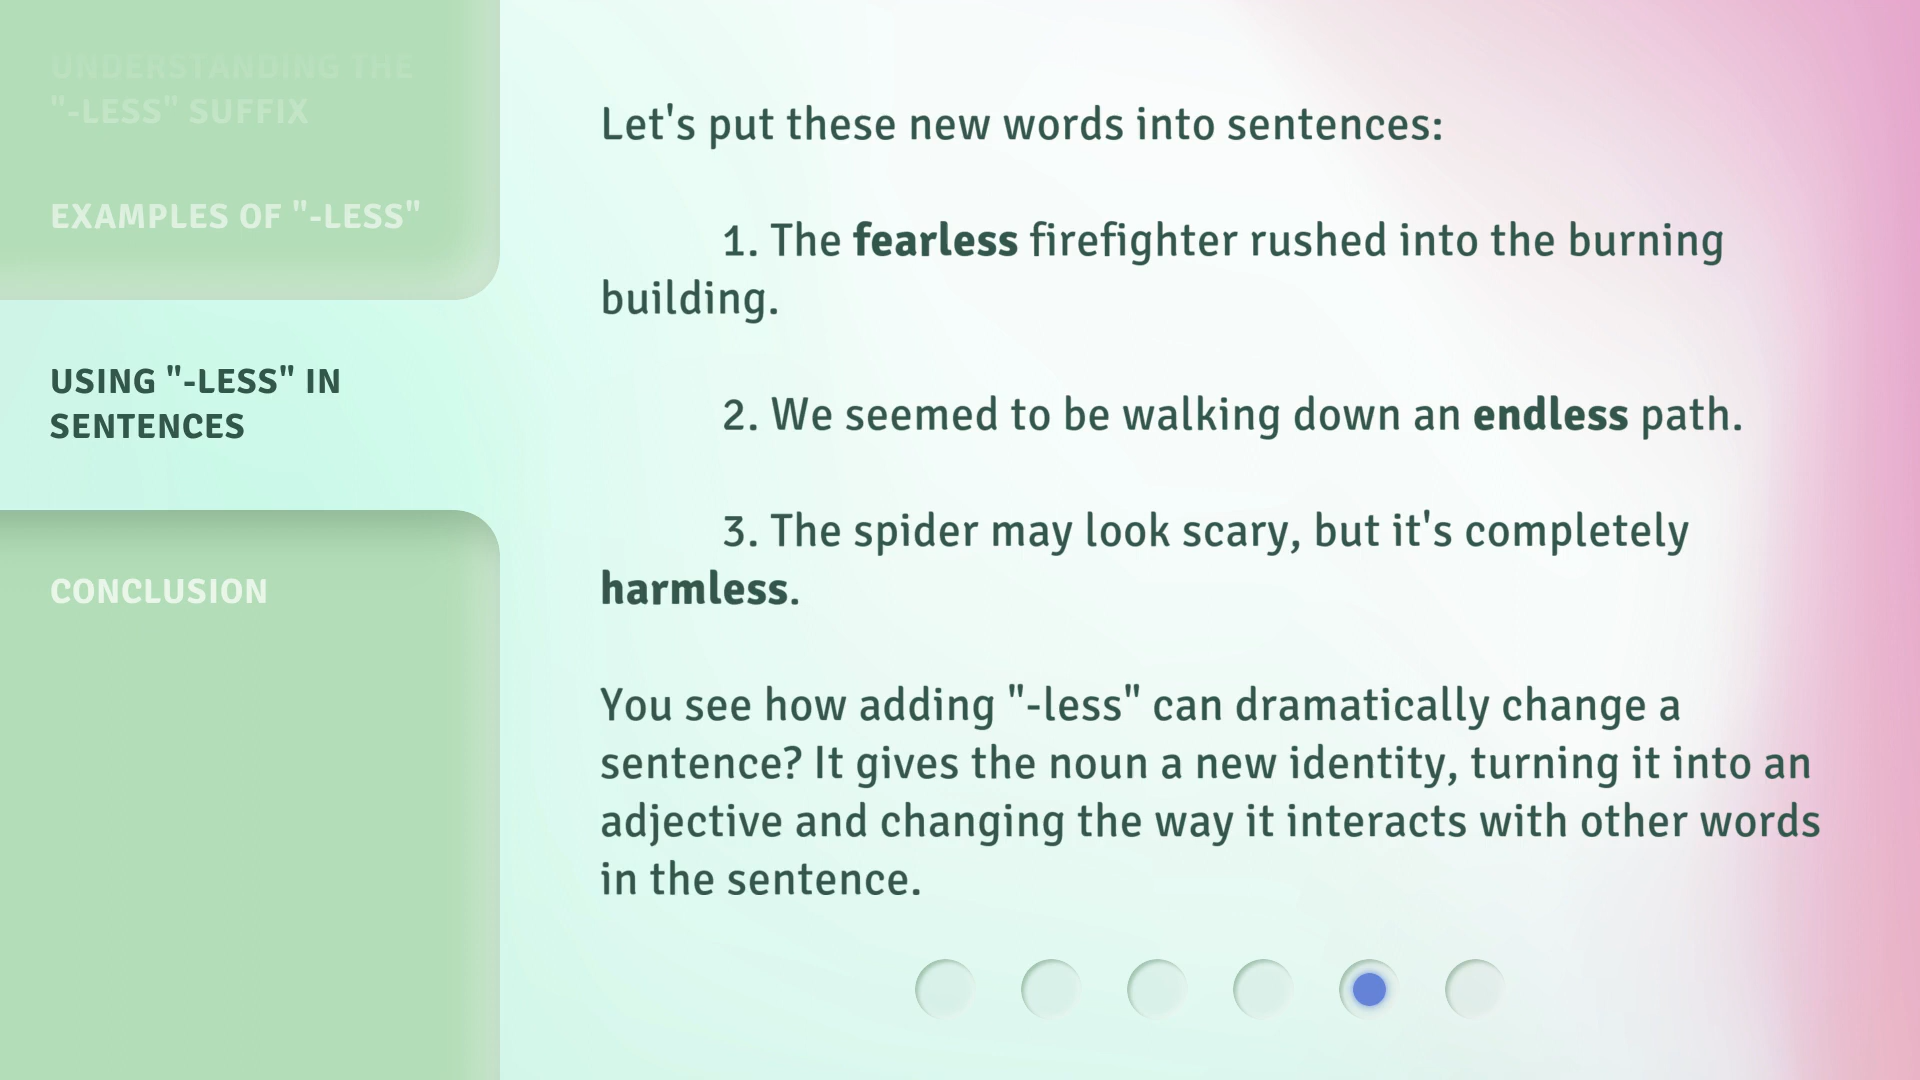 UNDERSTANDING THE
"-LESS" SUFFIX
EXAMPLES OF "-LESS"
USING "-LESS" IN
SENTENCES
CONCLUSION
Let's put these new words into sentences:
1. The fearless firefighter rushed into the burning
building.
2. We seemed to be walking down an endless path.
3. The spider may look scary, but it's completely
harmless.
You see how adding "-less" can dramatically change a
sentence? It gives the noun a new identity, turning it into an
adjective and changing the way it interacts with other words
in the sentence.